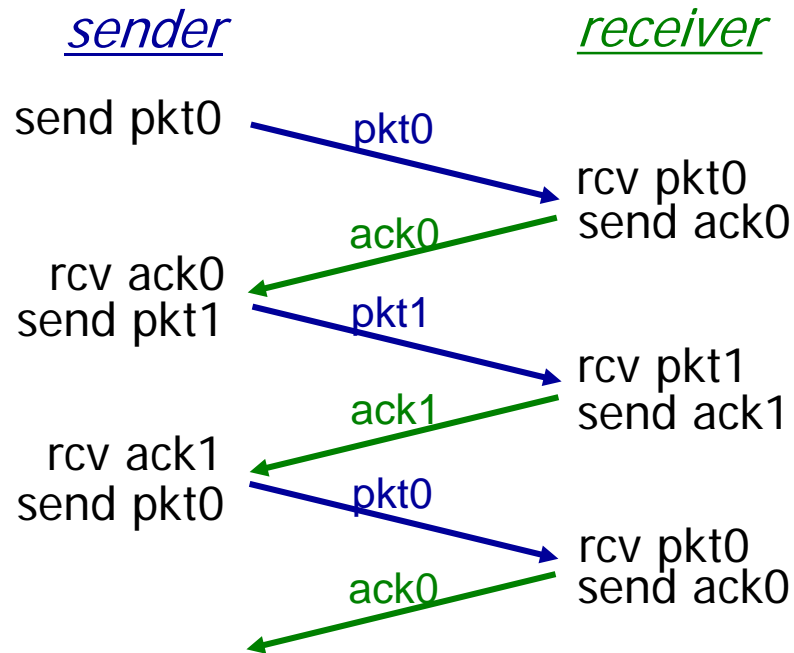 sender
receiver
send pkt0
pkt0
rcv pkt0
send ack0
ack0
rcv ack0
send pkt1
pkt1
rcv pkt1
send ack1
ack1
rcv ack1
send pkt0
pkt0
rcv pkt0
send ack0
ack0